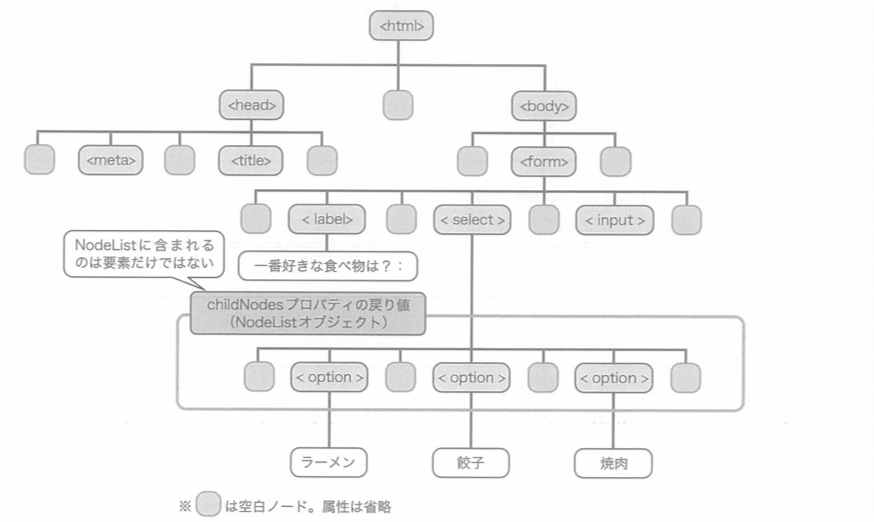 <html>
<head>
<body>
<meta>
<title>
<form>
< label>
< select >
< input >
NodeListに含まれる
のは要素だけではない
一番好きな食べ物は？：
childNodesプロパティの戻り値
（NodeListオブジェクト）
< option >
< option >
< option >
ラーメン
餃子
焼肉
※ は空白ノード。属性は省略